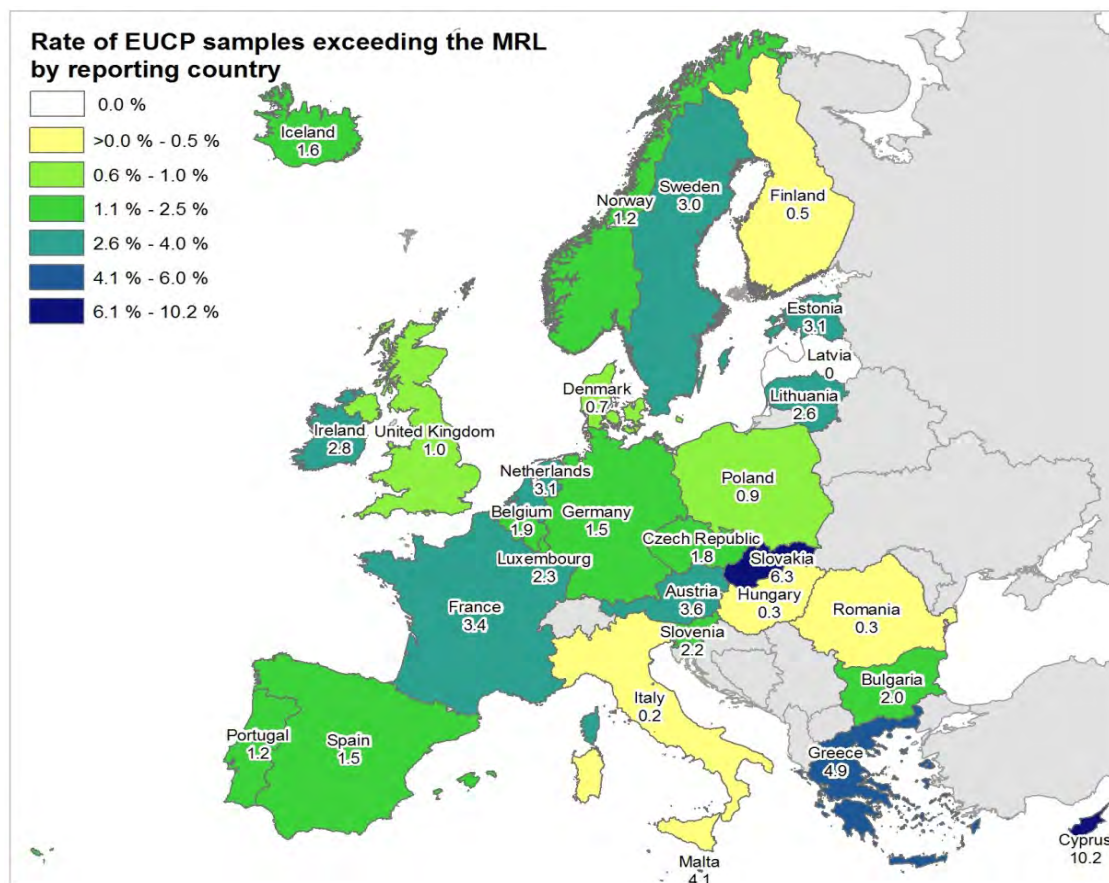 Rate of EUCP samples exceeding the MRL
by reporting country
0.0 %
>0.0 % - 0.5 %
0.6 % - 1.0 %
1.1 % - 2.5 %
2.6 % - 4.0 %
4.1 % - 6.0 %
6.1 % - 10.2 %
Iceland
1.6
Norway
1.2
Sweden
3.0
Finland
0.5
Estonia
3.1
Latvia
0
Lithuania
2.6
Denmark
0.7
Ireland
2.8
United Kingdom
1.0
Netherlands
3.1
Belgium
1.9
Germany
1.5
Poland
0.9
Luxembourg
2.3
Czech Republic
1.8
Slovakia
6.3
France
3.4
Austria
3.6
Hungary
0.3
Romania
0.3
Slovenia
2.2
Bulgaria
2.0
Italy
0.2
Portugal
1.2
Spain
1.5
Greece
4.9
Malta
4.1
Cyprus
10.2